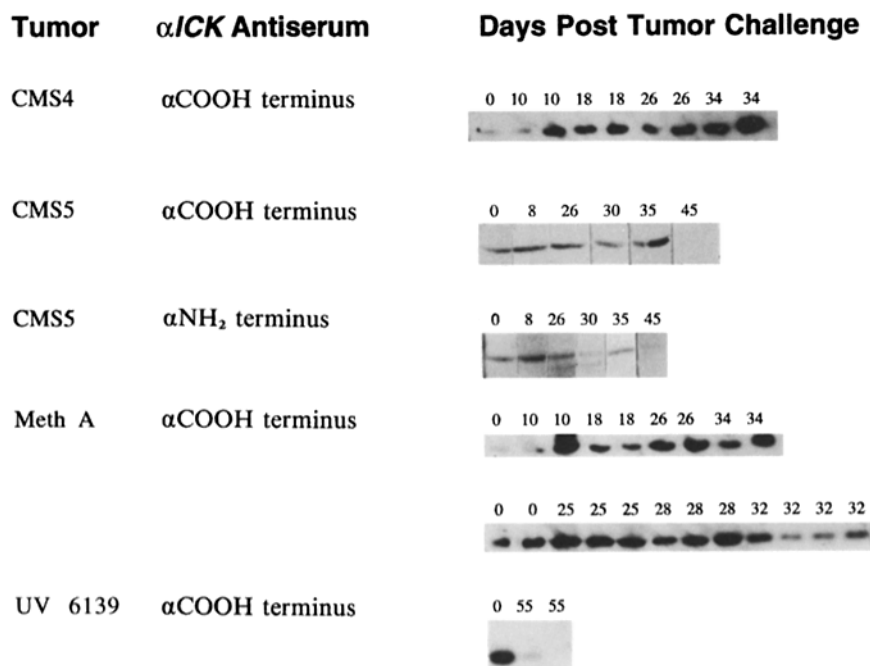 Tumor αlCK Antiserum Days Post Tumor Challenge
CMS4 αCOOH terminus 0 10 10 18 18 26 26 34 34
CMS5 αCOOH terminus 0 8 26 30 35 45
CMS5 αNH₂ terminus 0 8 26 30 35 45
Meth A αCOOH terminus 0 10 10 18 18 26 26 34 34
0 0 25 25 25 28 28 28 32 32 32 32
UV 6139 αCOOH terminus 0 55 55